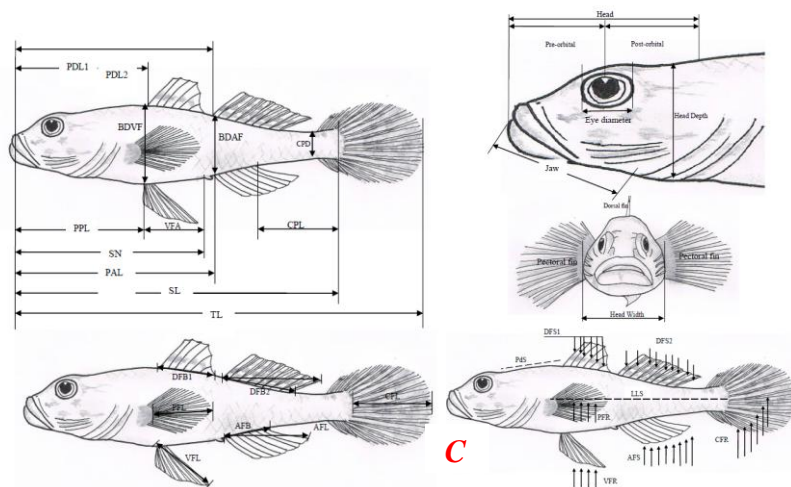 PDL1
PDL2
BDVF
BDAF
CPD
PPL
VFA
CPL
SN
PAL
SL
TL
Head
Pre-orbital
Post-orbital
Eye diameter
Head Depth
Jaw
Dorsal fin
Pectoral fin
Pectoral fin
Head Width
DFB1
DFB2
PFL
CPL
AFB
AFL
VFL
DFS1
DFS2
PdS
LLS
PFR
CFR
AFS
VFR
C